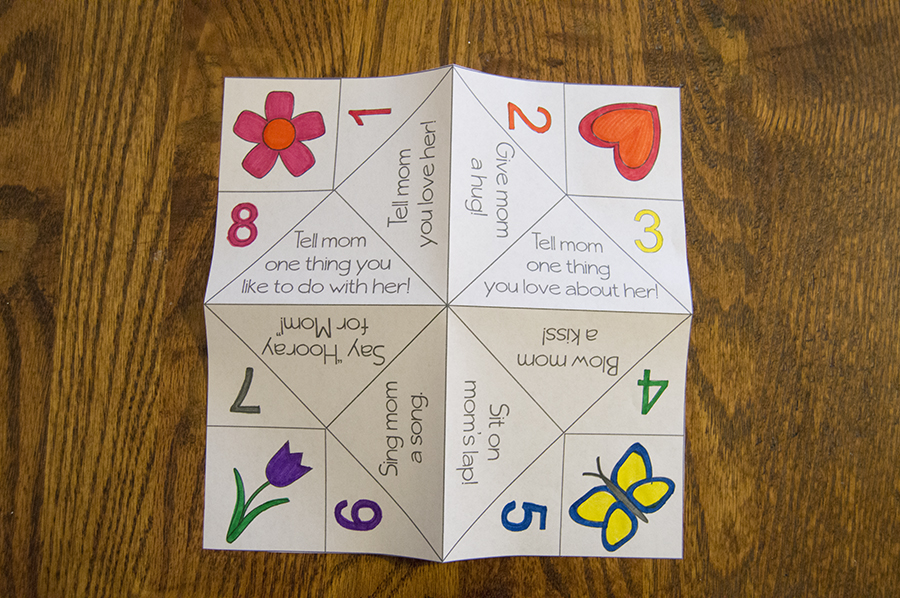 1
Tell mom
you love her!
2
Give mom
a hug!
3
Tell mom
one thing
you love about her!
4
Blow mom
a kiss!
5
Sit on
mom's lap!
6
Sing mom
a song.
7
Say "Hooray
for Mom!"
8
Tell mom
one thing you
like to do with her!